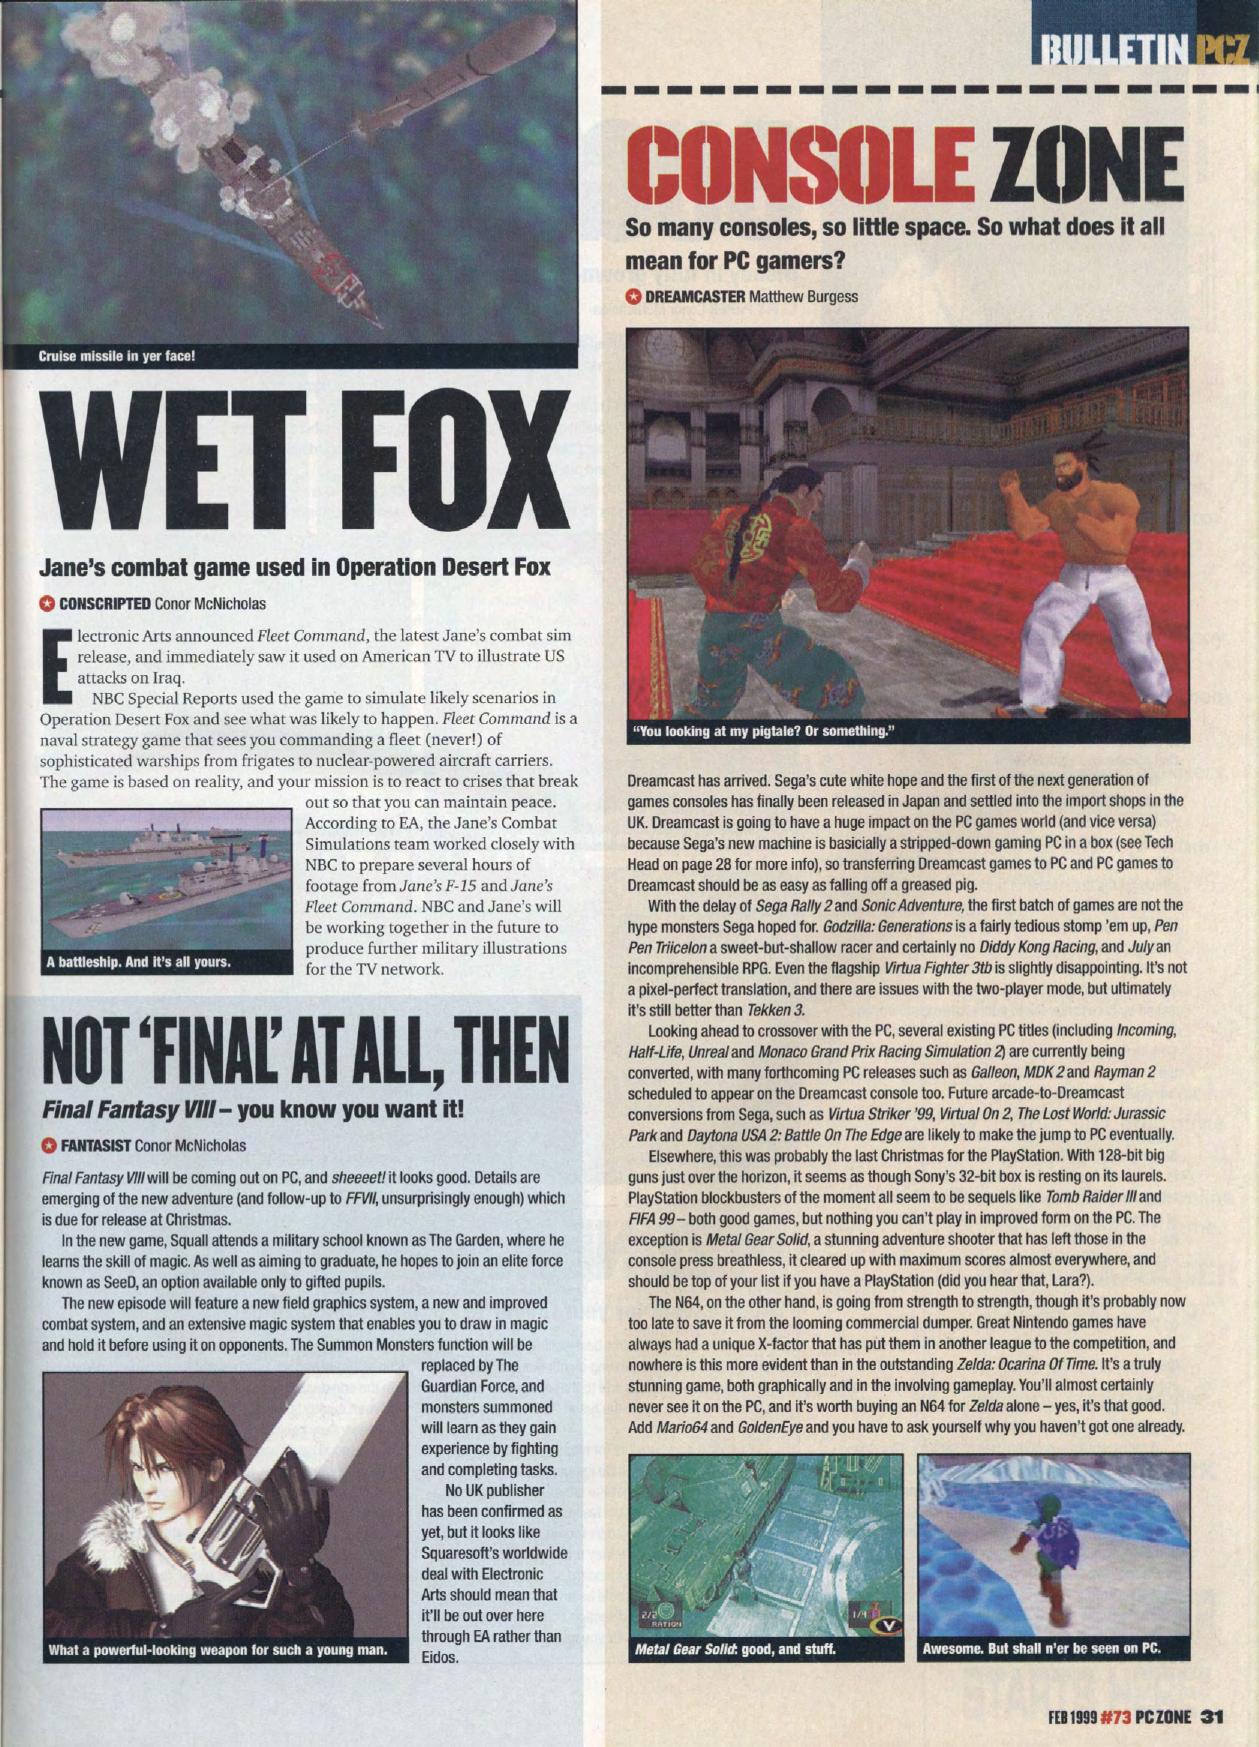 BULLETIN PCZ
Cruise missile in yer face!
WET FOX
Jane's combat game used in Operation Desert Fox
CONSCRIPTED Conor McNicholas
Electronic Arts announced Fleet Command, the latest Jane's combat sim
release, and immediately saw it used on American TV to illustrate US
attacks on Iraq.
NBC Special Reports used the game to simulate likely scenarios in
Operation Desert Fox and see what was likely to happen. Fleet Command is a
naval strategy game that sees you commanding a fleet (never!) of
sophisticated warships from frigates to nuclear-powered aircraft carriers.
The game is based on reality, and your mission is to react to crises that break
out so that you can maintain peace.
According to EA, the Jane's Combat
Simulations team worked closely with
NBC to prepare several hours of
footage from Jane's F-15 and Jane's
Fleet Command. NBC and Jane's will
be working together in the future to
produce further military illustrations
for the TV network.
A battleship. And it's all yours.
NOT 'FINAL' AT ALL, THEN
Final Fantasy VIII – you know you want it!
FANTASIST Conor McNicholas
Final Fantasy VIII will be coming out on PC, and sheeeet! it looks good. Details are
emerging of the new adventure (and follow-up to FFVII, unsurprisingly enough) which
is due for release at Christmas.
In the new game, Squall attends a military school known as The Garden, where he
learns the skill of magic. As well as aiming to graduate, he hopes to join an elite force
known as SeeD, an option available only to gifted pupils.
The new episode will feature a new field graphics system, a new and improved
combat system, and an extensive magic system that enables you to draw in magic
and hold it before using it on opponents. The Summon Monsters function will be
replaced by The
Guardian Force, and
monsters summoned
will learn as they gain
experience by fighting
and completing tasks.
No UK publisher
has been confirmed as
yet, but it looks like
Squaresoft's worldwide
deal with Electronic
Arts should mean that
it'll be out over here
through EA rather than
Eidos.
What a powerful-looking weapon for such a young man.
CONSOLE ZONE
So many consoles, so little space. So what does it all
mean for PC gamers?
DREAMCASTER Matthew Burgess
"You looking at my pigtale? Or something."
Dreamcast has arrived. Sega's cute white hope and the first of the next generation of
games consoles has finally been released in Japan and settled into the import shops in the
UK. Dreamcast is going to have a huge impact on the PC games world (and vice versa)
because Sega's new machine is basicially a stripped-down gaming PC in a box (see Tech
Head on page 28 for more info), so transferring Dreamcast games to PC and PC games to
Dreamcast should be as easy as falling off a greased pig.
With the delay of Sega Rally 2 and Sonic Adventure, the first batch of games are not the
hype monsters Sega hoped for. Godzilla: Generations is a fairly tedious stomp 'em up, Pen
Pen Triicelon a sweet-but-shallow racer and certainly no Diddy Kong Racing, and July an
incomprehensible RPG. Even the flagship Virtua Fighter 3tb is slightly disappointing. It's not
a pixel-perfect translation, and there are issues with the two-player mode, but ultimately
it's still better than Tekken 3.
Looking ahead to crossover with the PC, several existing PC titles (including Incoming,
Half-Life, Unreal and Monaco Grand Prix Racing Simulation 2) are currently being
converted, with many forthcoming PC releases such as Galleon, MDK 2 and Rayman 2
scheduled to appear on the Dreamcast console too. Future arcade-to-Dreamcast
conversions from Sega, such as Virtua Striker '99, Virtual On 2, The Lost World: Jurassic
Park and Daytona USA 2: Battle On The Edge are likely to make the jump to PC eventually.
Elsewhere, this was probably the last Christmas for the PlayStation. With 128-bit big
guns just over the horizon, it seems as though Sony's 32-bit box is resting on its laurels.
PlayStation blockbusters of the moment all seem to be sequels like Tomb Raider III and
FIFA 99 – both good games, but nothing you can't play in improved form on the PC. The
exception is Metal Gear Solid, a stunning adventure shooter that has left those in the
console press breathless, it cleared up with maximum scores almost everywhere, and
should be top of your list if you have a PlayStation (did you hear that, Lara?).
The N64, on the other hand, is going from strength to strength, though it's probably now
too late to save it from the looming commercial dumper. Great Nintendo games have
always had a unique X-factor that has put them in another league to the competition, and
nowhere is this more evident than in the outstanding Zelda: Ocarina Of Time. It's a truly
stunning game, both graphically and in the involving gameplay. You'll almost certainly
never see it on the PC, and it's worth buying an N64 for Zelda alone – yes, it's that good.
Add Mario64 and GoldenEye and you have to ask yourself why you haven't got one already.
2/2
RATION
1/4
V
Metal Gear Solid: good, and stuff.
Awesome. But shall n'er be seen on PC.
FEB 1999 #73 PC ZONE 31